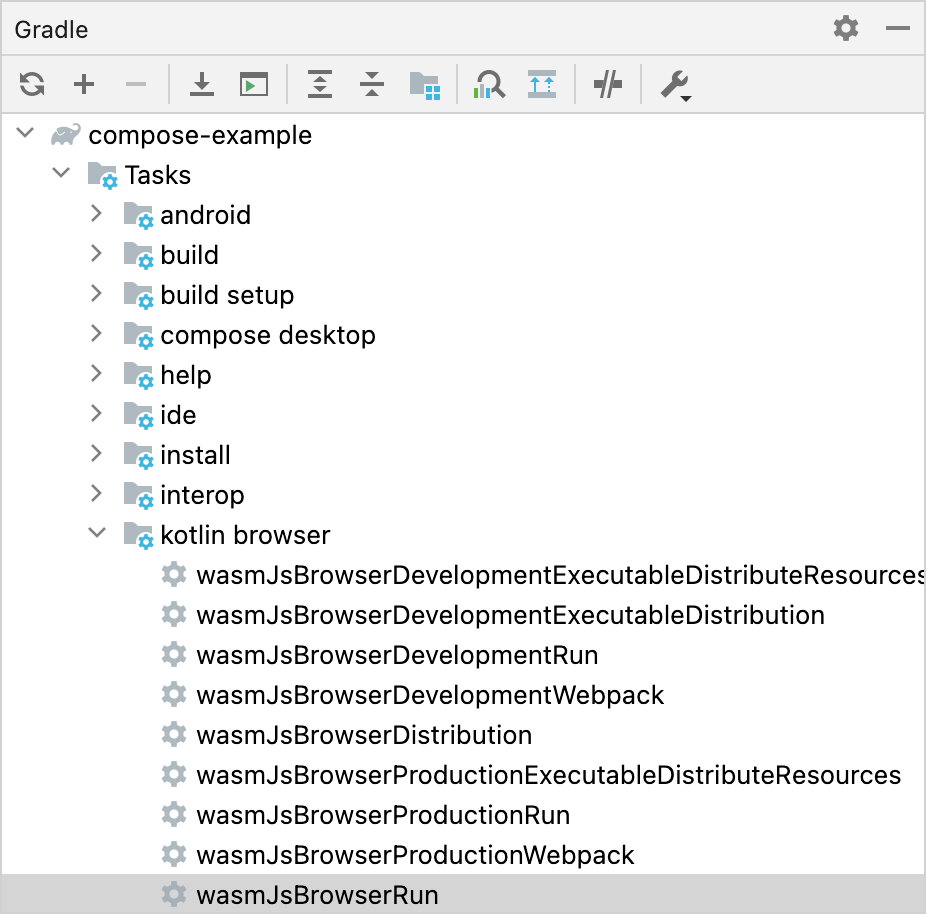 Gradle
compose-example
Tasks
android
build
build setup
compose desktop
help
ide
install
interop
kotlin browser
wasmJsBrowserDevelopmentExecutableDistributeResources
wasmJsBrowserDevelopmentExecutableDistribution
wasmJsBrowserDevelopmentRun
wasmJsBrowserDevelopmentWebpack
wasmJsBrowserDistribution
wasmJsBrowserProductionExecutableDistributeResources
wasmJsBrowserProductionRun
wasmJsBrowserProductionWebpack
wasmJsBrowserRun